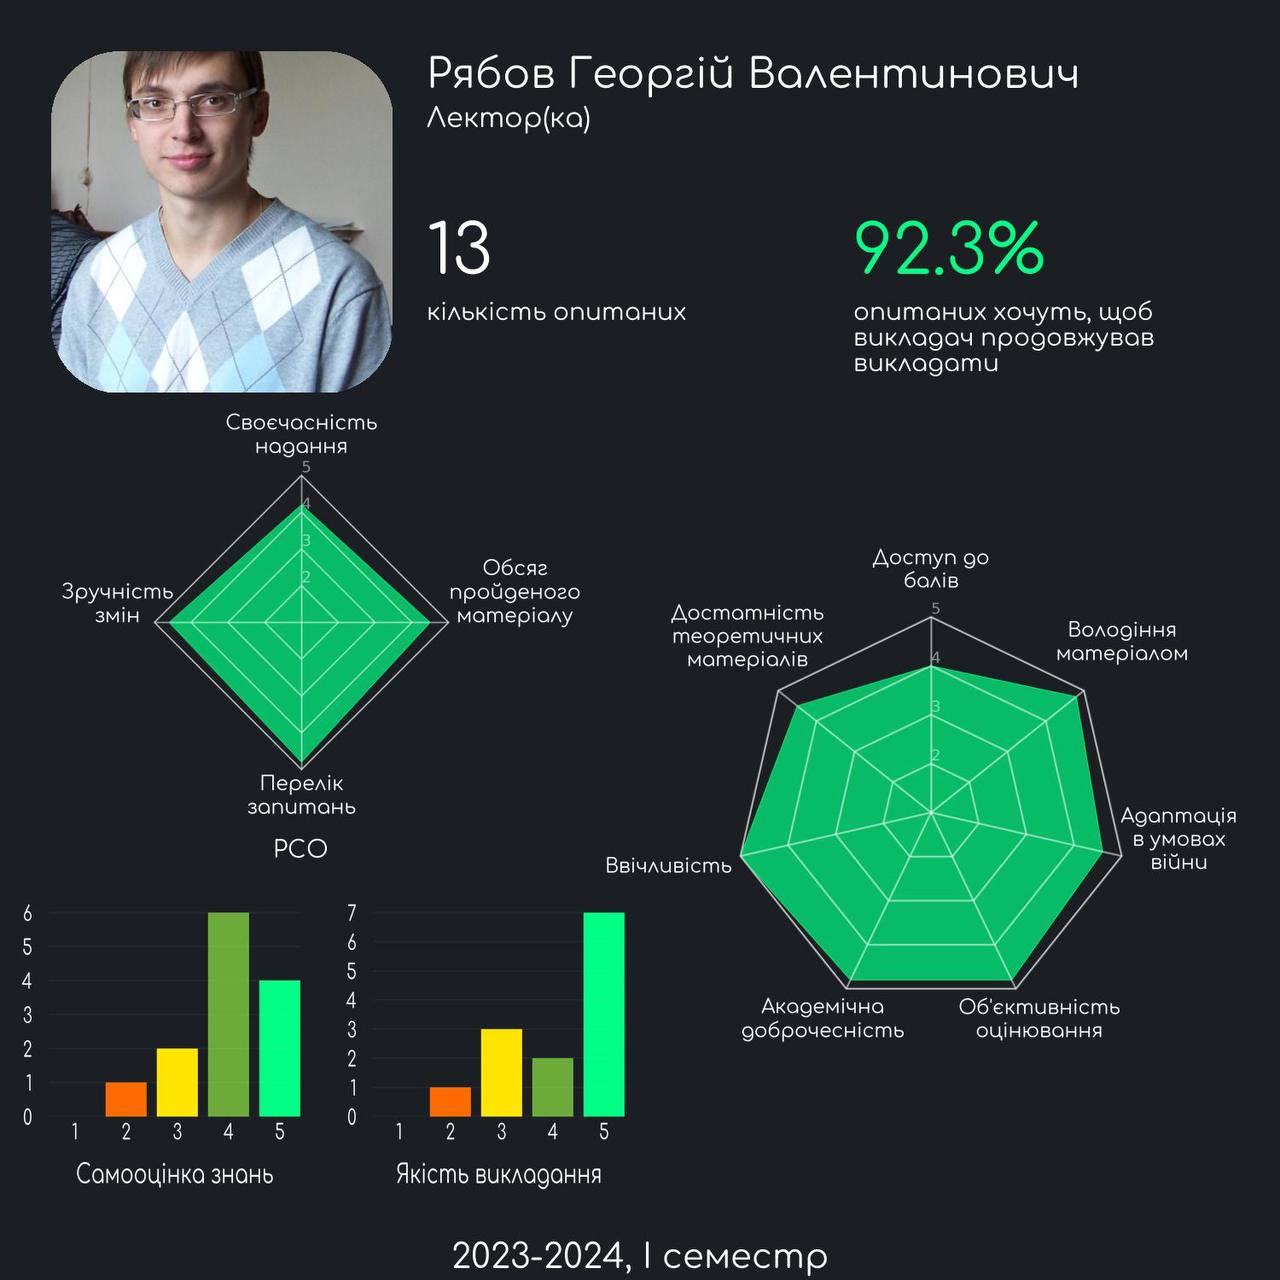 Рябов Георгій Валентинович
Лектор(ка)
13
кількість опитаних
92.3%
опитаних хочуть, щоб
викладач продовжував
викладати
Своєчасність
надання
5
4
3
2
Зручність
змін
Обсяг
пройденого
матеріалу
Перелік
запитань
РСО
Доступ до
балів
5
4
3
2
Достатність
теоретичних
матеріалів
Володіння
матеріалом
Адаптація
в умовах
війни
Ввічливість
Академічна
доброчесність
Об'єктивність
оцінювання
6
5
4
3
2
1
0
1 2 3 4 5
Самооцінка знань
7
6
5
4
3
2
1
0
1 2 3 4 5
Якість викладання
2023-2024, I семестр